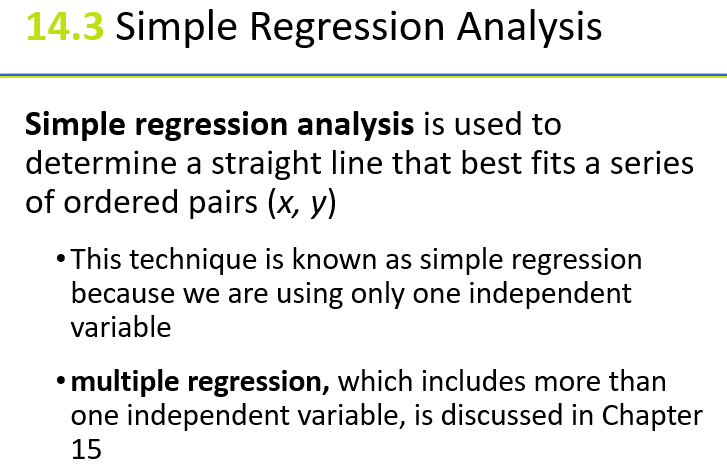 14.3 Simple Regression Analysis
Simple regression analysis is used to
determine a straight line that best fits a series
of ordered pairs (x, y)
•This technique is known as simple regression
because we are using only one independent
variable
•multiple regression, which includes more than
one independent variable, is discussed in Chapter
15